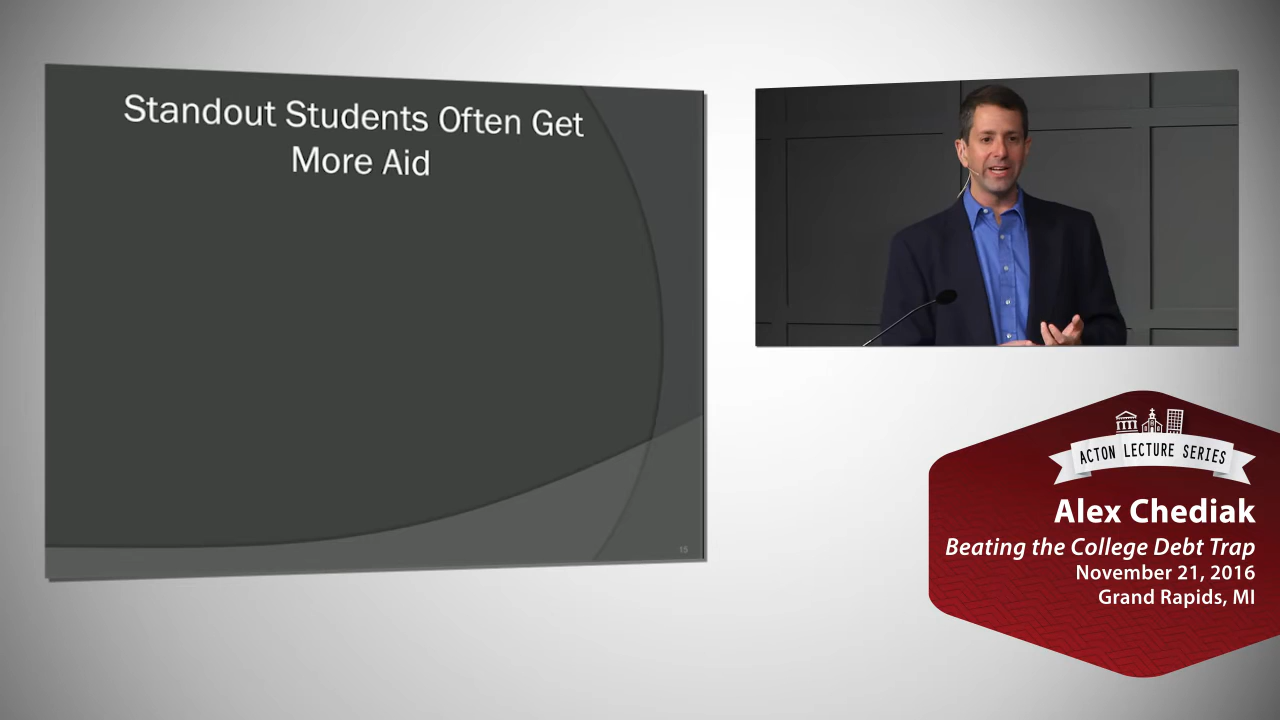 Standout Students Often Get
More Aid
15
ACTON LECTURE SERIES
Alex Chediak
Beating the College Debt Trap
November 21, 2016
Grand Rapids, MI